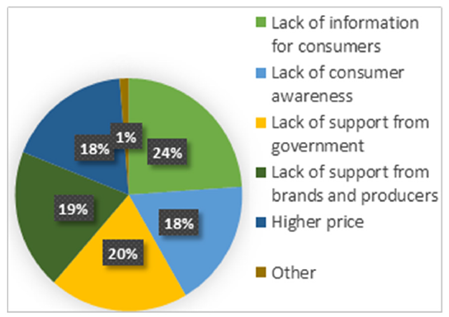 Lack of information
for consumers
Lack of consumer
awareness
Lack of support from
government
Lack of support from
brands and producers
Higher price
Other
24%
18%
20%
19%
18%
1%